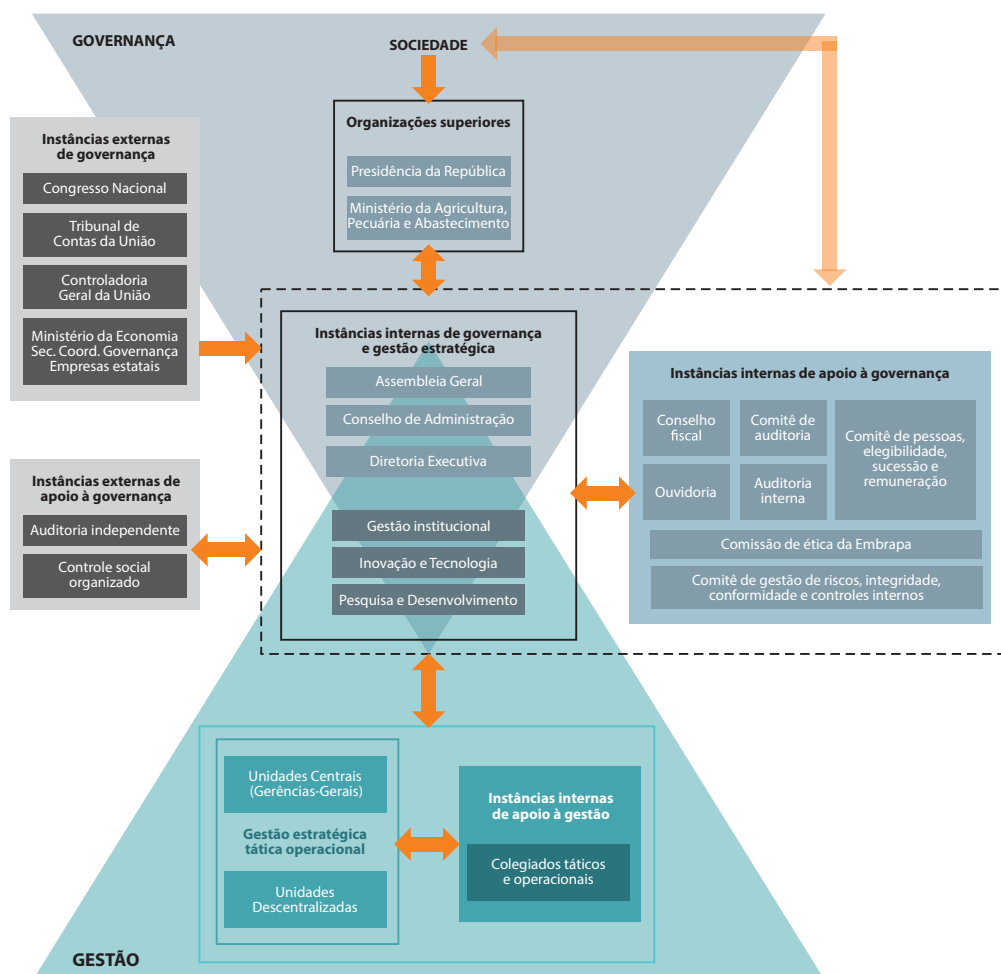 GOVERNANÇA
SOCIEDADE
Organizações superiores
Presidência da República
Ministério da Agricultura,
Pecuária e Abastecimento
Instâncias externas
de governança
Congresso Nacional
Tribunal de
Contas da União
Controladoria
Geral da União
Ministério da Economia
Sec. Coord. Governança
Empresas estatais
Instâncias externas de
apoio à governança
Auditoria independente
Controle social
organizado
Instâncias internas de governança
e gestão estratégica
Assembleia Geral
Conselho de Administração
Diretoria Executiva
Gestão institucional
Inovação e Tecnologia
Pesquisa e Desenvolvimento
Instâncias internas de apoio à governança
Conselho
fiscal
Comitê de
auditoria
Comitê de pessoas,
elegibilidade,
sucessão e
remuneração
Ouvidoria
Auditoria
interna
Comissão de ética da Embrapa
Comitê de gestão de riscos, integridade,
conformidade e controles internos
Unidades Centrais
(Gerências-Gerais)
Gestão estratégica
tática operacional
Unidades
Descentralizadas
Instâncias internas
de apoio à gestão
Colegiados táticos
e operacionais
GESTÃO